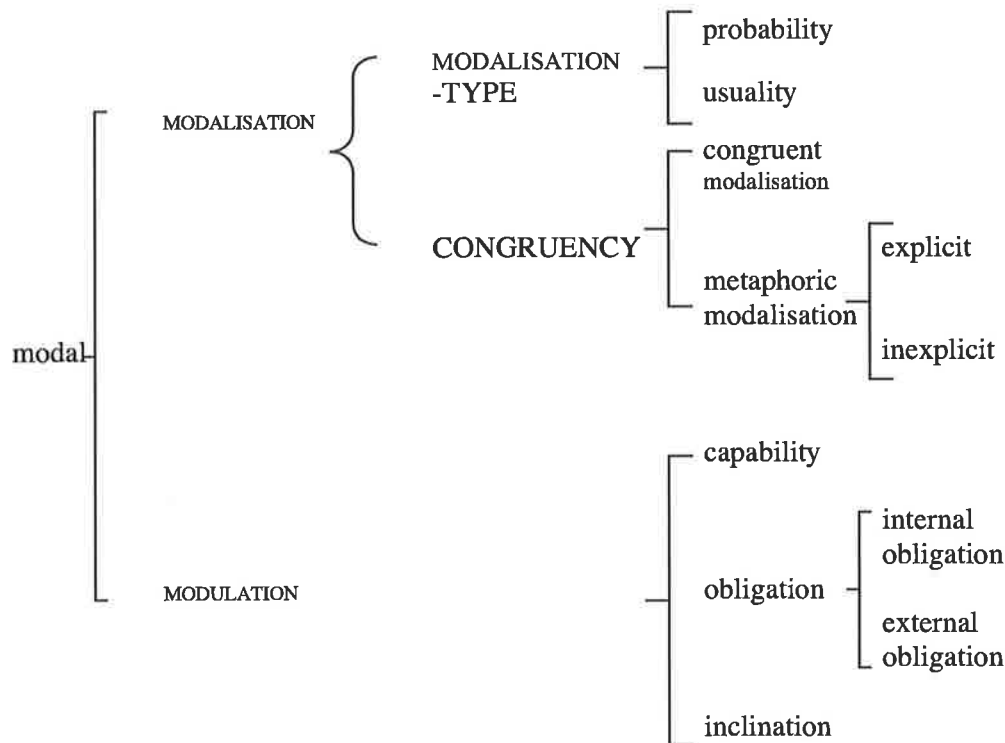 probability
MODALISATION
-TYPE
usuality
MODALISATION
congruent
modalisation
CONGRUENCY
explicit
metaphoric
modalisation
inexplicit
modal
capability
internal
obligation
MODULATION
obligation
external
obligation
inclination